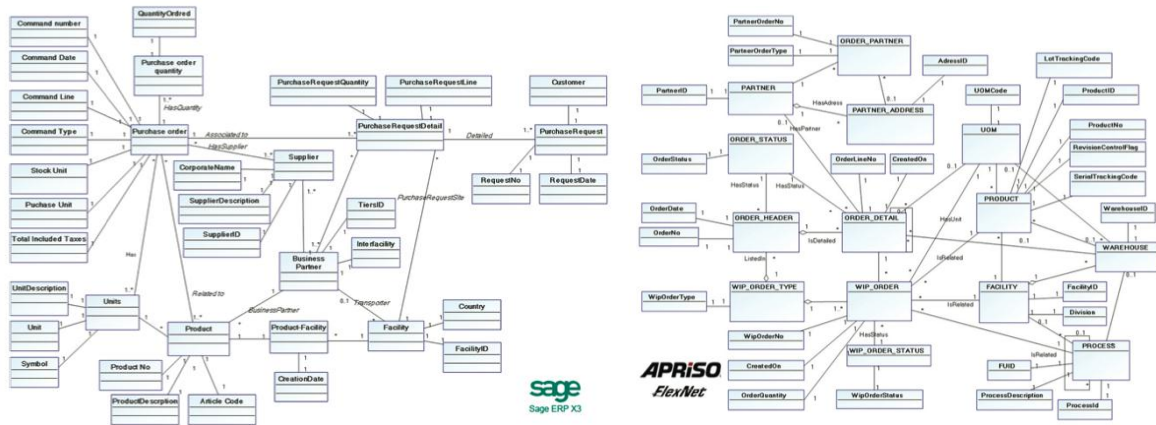 Command number
QuantityOrdred
Command Date
Purchase order
quantity
Command Line
HasQuantity
Command Type
Purchase order
Stock Unit
Puchase Unit
Total Included Taxes
PurchaseRequestQuantity
PurchaseRequestLine
Customer
PurchaseRequestDetail
Detailed
PurchaseRequest
Associated to
HasSupplier
Supplier
CorporateName
SupplierDescription
SupplierID
RequestNo
RequestDate
PurchaseRequestSite
TiersID
Interfacility
Business
Partner
Has
UnitDescription
Units
Unit
Symbol
Related to
BusinessPartner
Transporter
Product
Product-Facility
Facility
Country
FacilityID
Product No
ProductDescrption
Article Code
CreationDate
sage
Sage ERP X3
PartnerOrderNo
ORDER_PARTNER
PartnerOrderType
AdressID
LotTrackingCode
PartnerID
PARTNER
HasAdress
PARTNER_ADDRESS
UOMCode
ProductID
HasPartner
UOM
ProductNo
ORDER_STATUS
OrderStatus
OrderLineNo
CreatedOn
RevisionControlFlag
SerialTrackingCode
HasStatus
HasStatus
PRODUCT
OrderDate
OrderNo
ORDER_HEADER
IsDetailed
ORDER_DETAIL
HasUnit
WarehouseID
WAREHOUSE
ListedIn
IsRelated
WipOrderType
WIP_ORDER_TYPE
WIP_ORDER
IsRelated
FACILITY
FacilityID
Division
WipOrderNo
HasStatus
WIP_ORDER_STATUS
CreatedOn
OrderQuantity
WipOrderStatus
IsRelated
PROCESS
FUID
ProcessDescription
ProcessId
APRiSO
FlexNet